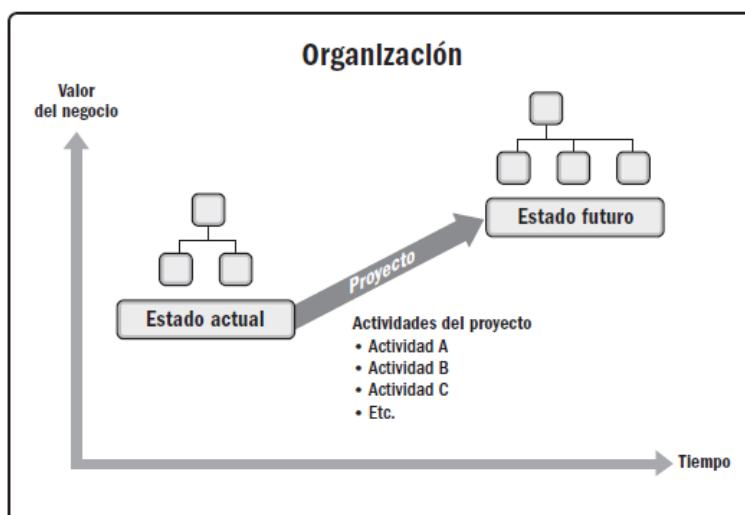 Organización
Valor
del negocio
Estado futuro
Proyecto
Estado actual
Actividades del proyecto
• Actividad A
• Actividad B
• Actividad C
• Etc.
Tiempo